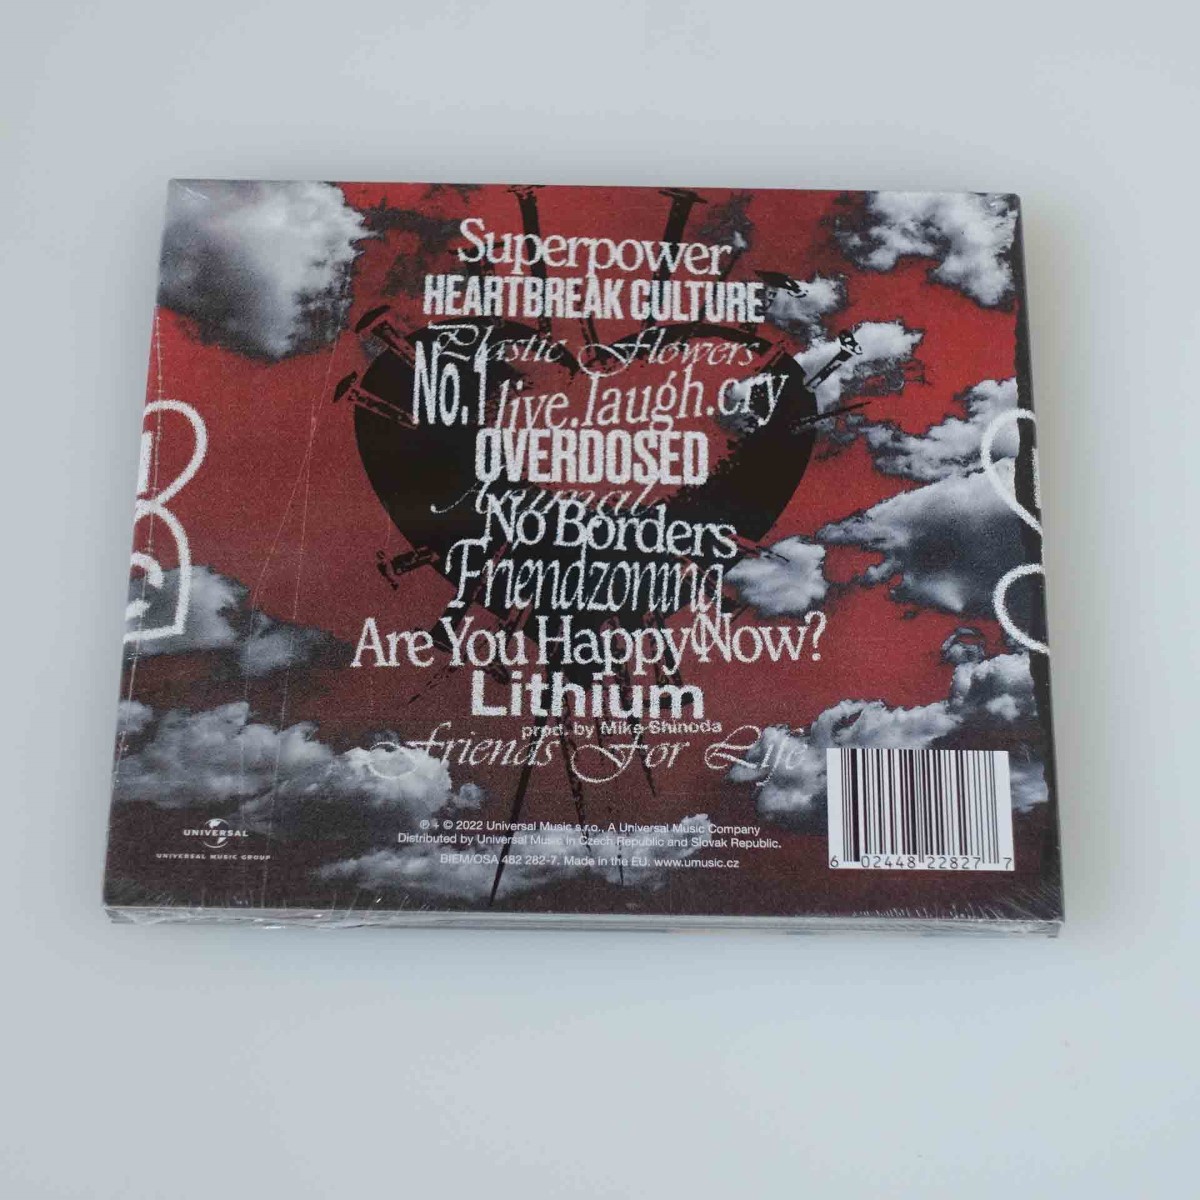 Superpower
HEARTBREAK CULTURE
Plastic Flowers
No.1 live.laugh.cry
OVERDOSED
Animal
No Borders
Friendzoning
Are You Happy Now?
Lithium
prod. by Mike Shinoda
Friends For Life
UNIVERSAL
UNIVERSAL MUSIC GROUP
℗ + © 2022 Universal Music s.r.o., A Universal Music Company
Distributed by Universal Music in Czech Republic and Slovak Republic.
BIEM/OSA 482 282-7. Made in the EU. www.umusic.cz
6 02448 22827 7